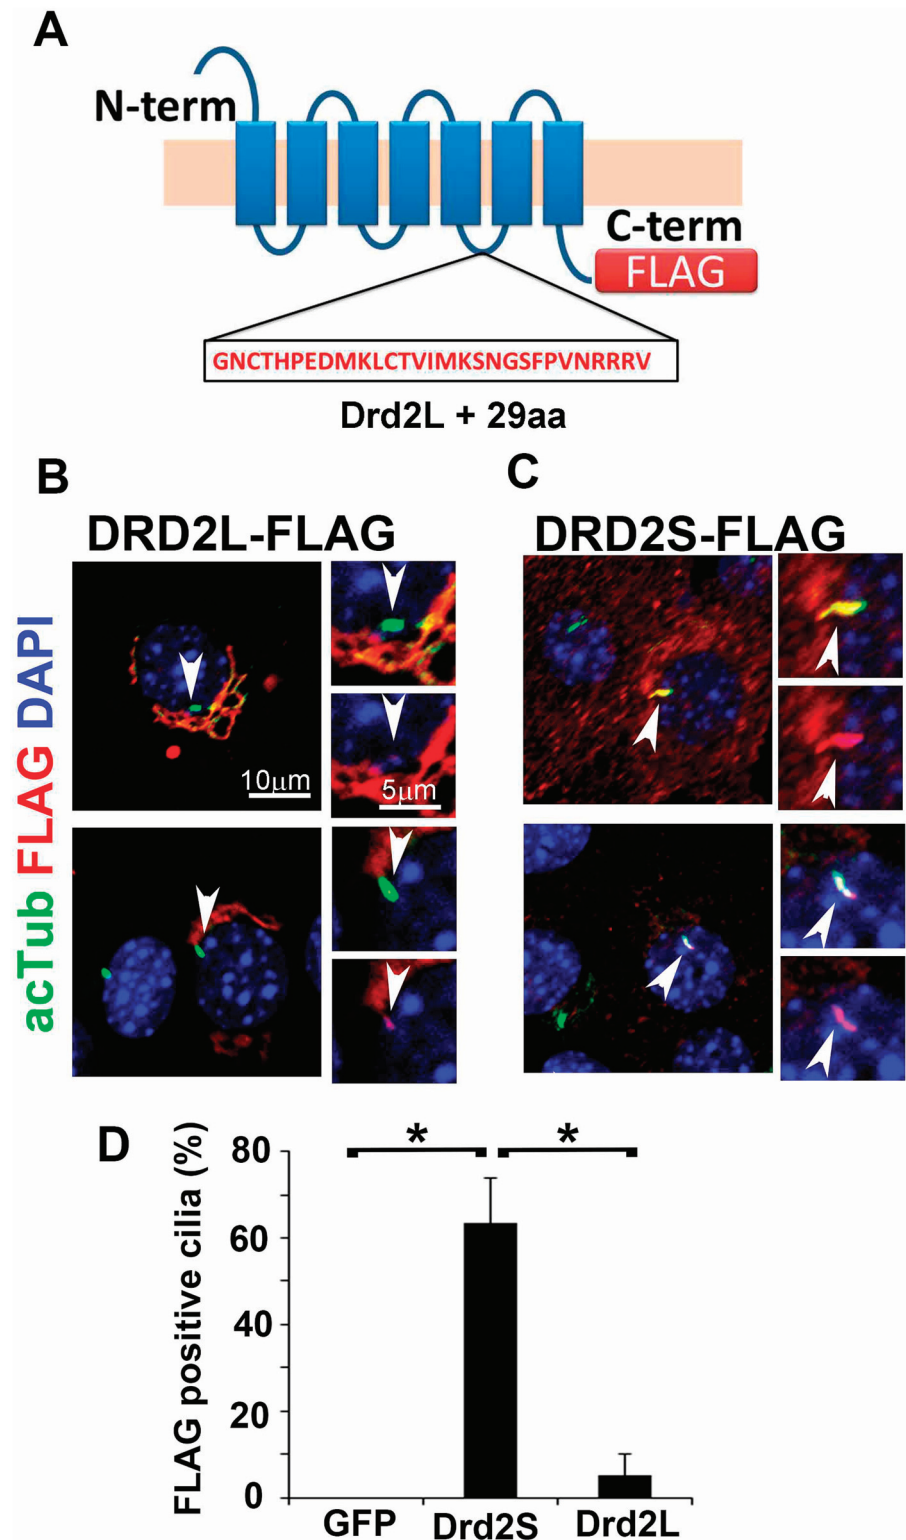 A
N-term
C-term
FLAG
GNCTHPEDMKLCTVIMKSNGSFPVNRRRV
Drd2L + 29aa
B
DRD2L-FLAG
C
DRD2S-FLAG
acTub FLAG DAPI
10μm
5μm
D
FLAG positive cilia (%)
80
60
40
20
0
*
*
GFP
Drd2S
Drd2L